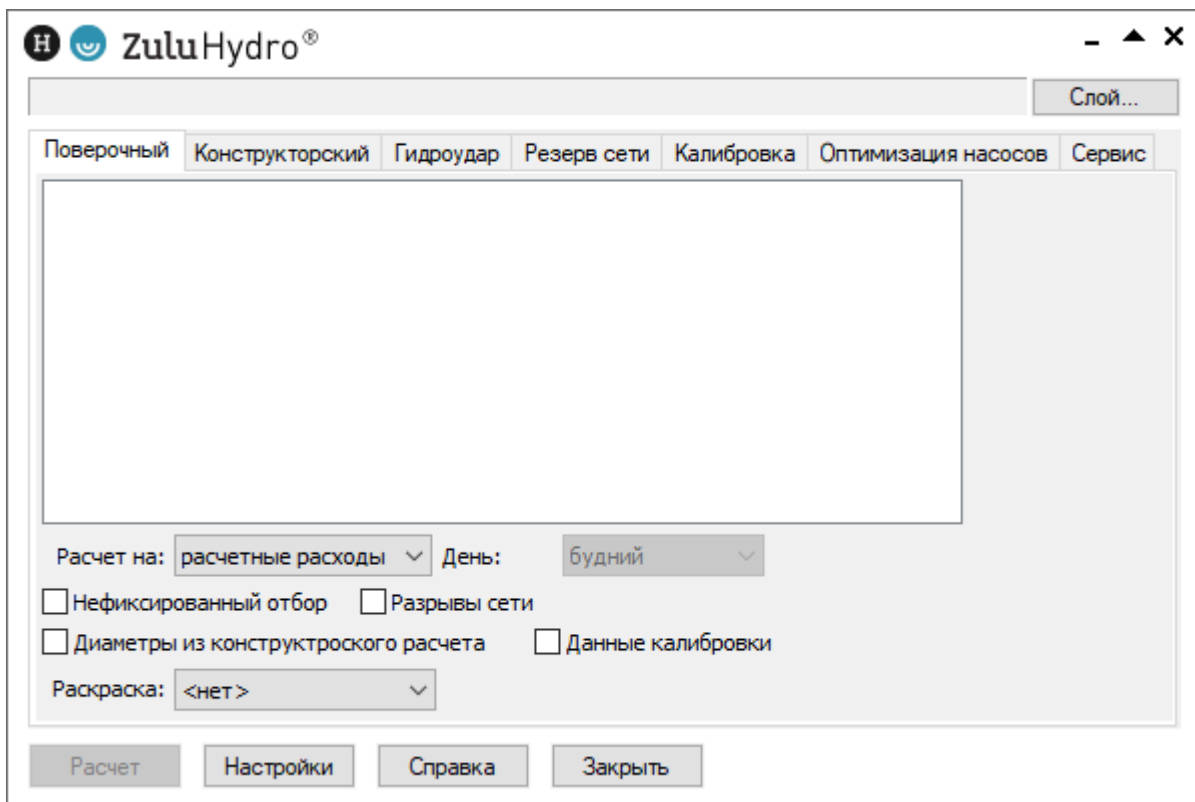 H ZuluHydro®
Слой...
Поверочный Конструкторский Гидроудар Резерв сети Калибровка Оптимизация насосов Сервис
Расчет на: расчетные расходы День: будний
Нефиксированный отбор Разрывы сети
Диаметры из конструктроского расчета Данные калибровки
Раскраска: <нет>
Расчет Настройки Справка Закрыть